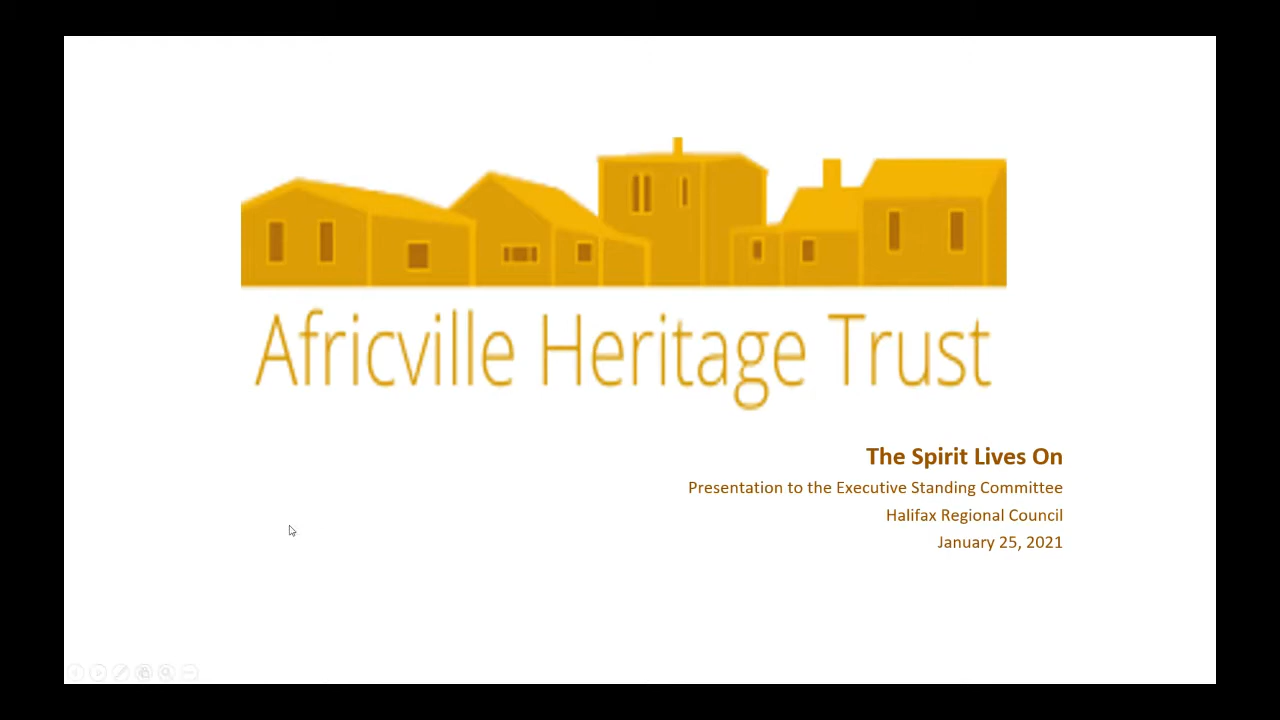 Africville Heritage Trust
The Spirit Lives On
Presentation to the Executive Standing Committee
Halifax Regional Council
January 25, 2021